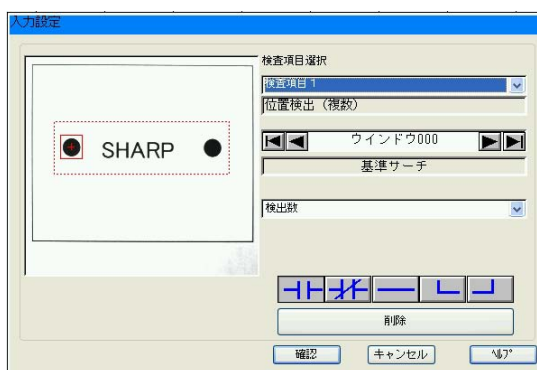 入力設定
検査項目選択
検査項目1
位置検出（複数）
ウインドウ000
基準サーチ
SHARP
検出数
削除
確認
キャンセル
ﾍﾙﾌﾟ